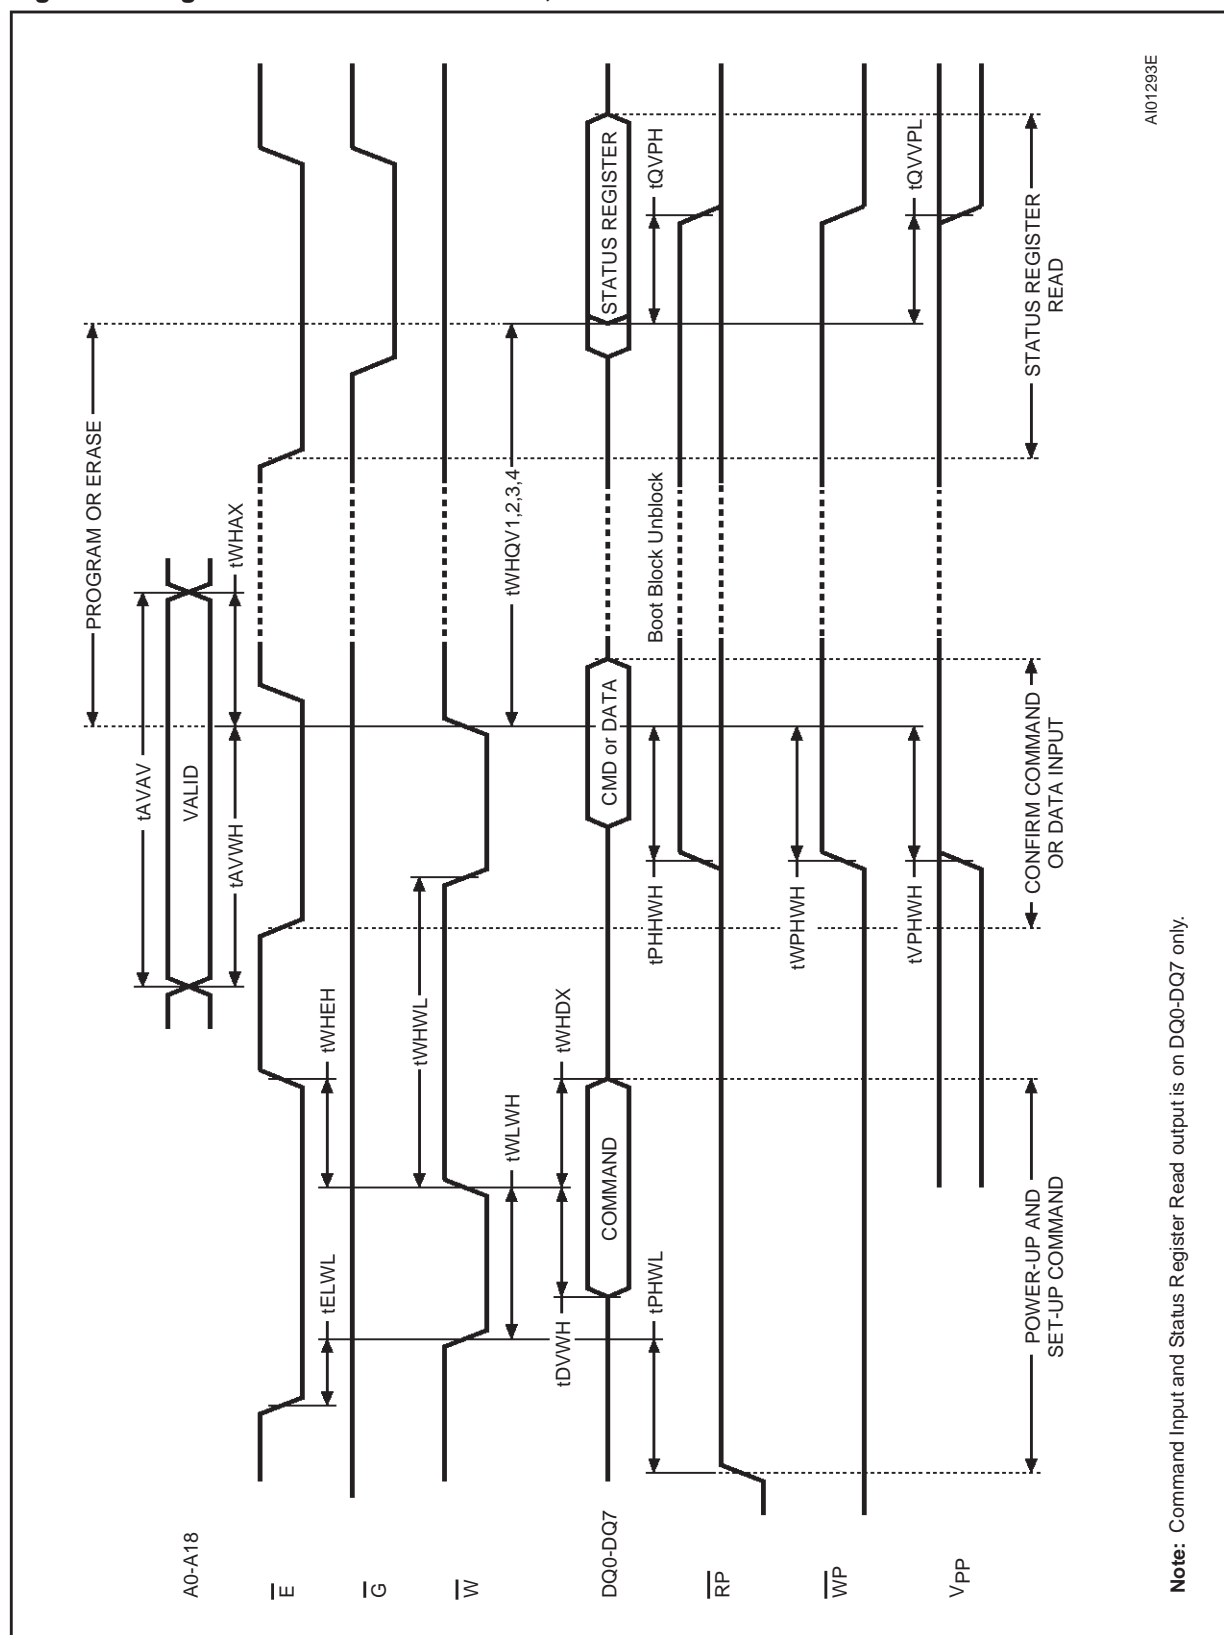 A0-A18
E
G
W
DQ0-DQ7
RP
WP
VPP
tAVAV
VALID
tAVWH
tWHAX
PROGRAM OR ERASE
tELWL
tWHEH
tWHWL
tWLWH
tWHQV1,2,3,4
tDVWH
tWHDX
COMMAND
CMD or DATA
STATUS REGISTER
tPHWL
tPHHWH
Boot Block Unblock
tQVPH
tWPHWH
tVPHWH
tQVVPL
POWER-UP AND
SET-UP COMMAND
CONFIRM COMMAND
OR DATA INPUT
STATUS REGISTER
READ
AI01293E
Note: Command Input and Status Register Read output is on DQ0-DQ7 only.